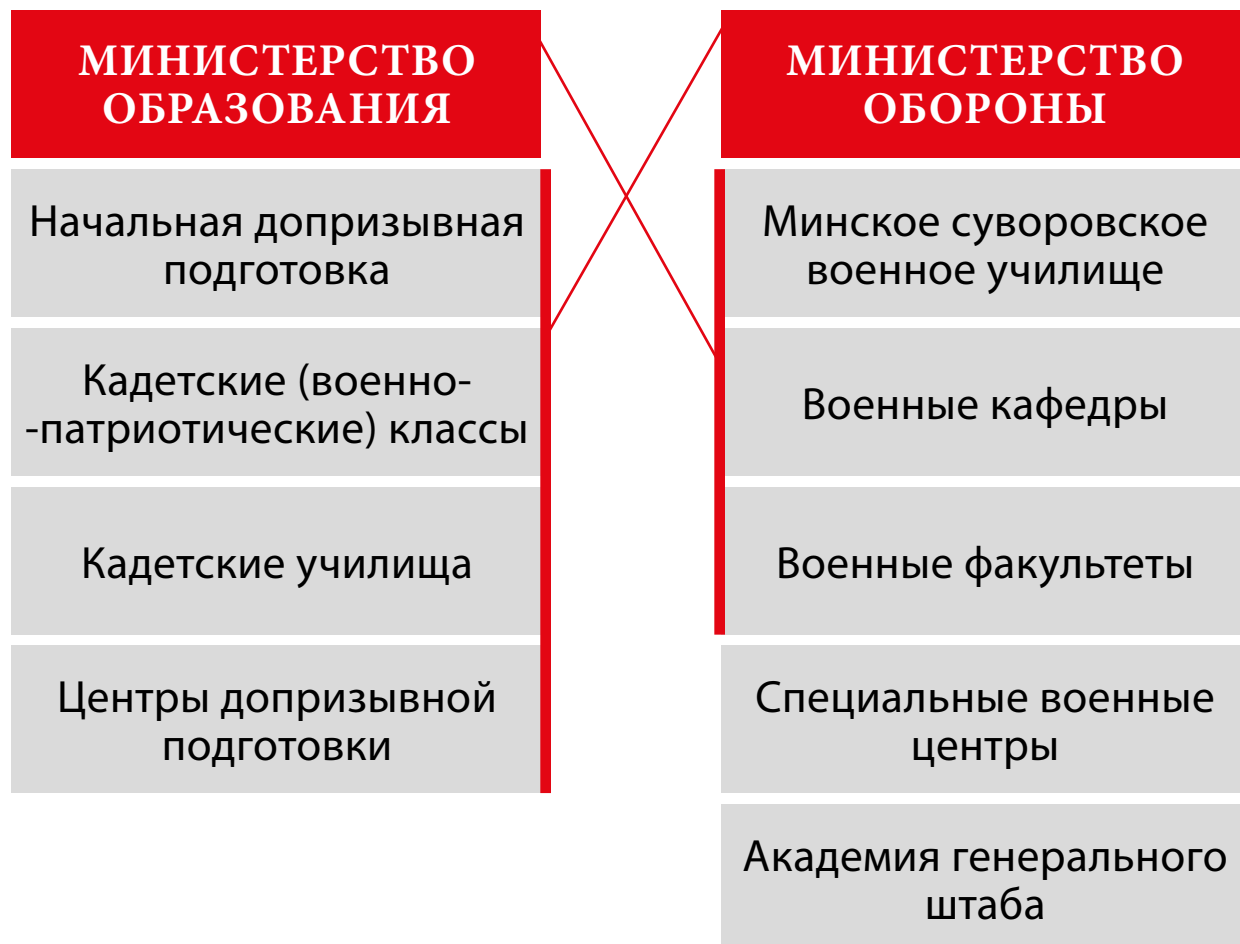 МИНИСТЕРСТВО
ОБРАЗОВАНИЯ
Начальная допризывная
подготовка
Кадетские (военно-
-патриотические) классы
Кадетские училища
Центры допризывной
подготовки
МИНИСТЕРСТВО
ОБОРОНЫ
Минское суворовское
военное училище
Военные кафедры
Военные факультеты
Специальные военные
центры
Академия генерального
штаба